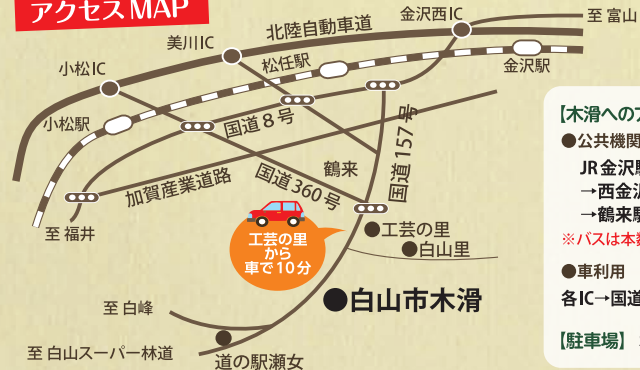 アクセスMAP
北陸自動車道
金沢西IC
至 富山
美川IC
松任駅
金沢駅
小松IC
小松駅
国道8号
国道157号
加賀産業道路
国道360号
鶴来
至 福井
工芸の里
から
車で10分
●工芸の里
●白山里
●白山市木滑
至 白峰
至 白山スーパー林道
道の駅瀬女
【木滑への
●公共機関
JR金沢
→西金沢
→鶴来駅
※バスは本数
●車利用
各IC→国道
【駐車場】